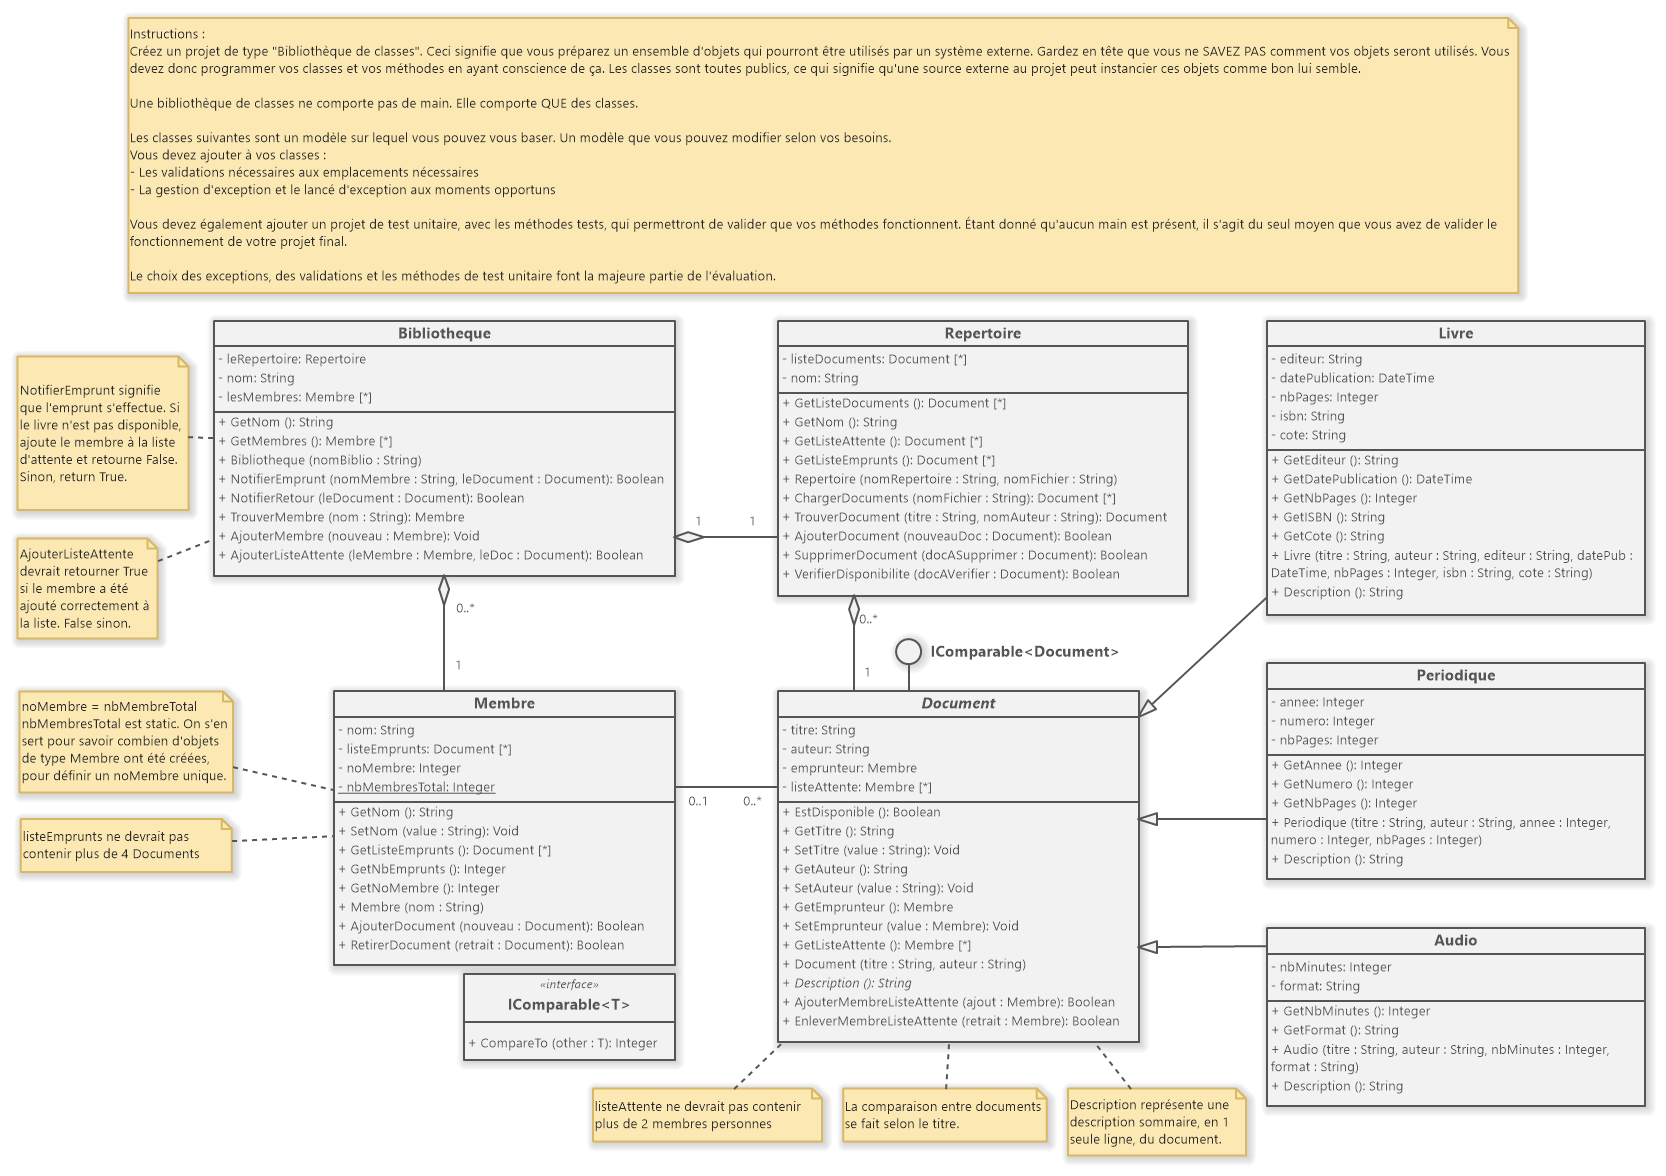 Instructions :
Créez un projet de type "Bibliothèque de classes". Ceci signifie que vous préparez un ensemble d'objets qui pourront être utilisés par un système externe. Gardez en tête que vous ne SAVEZ PAS comment vos objets seront utilisés. Vous
devez donc programmer vos classes et vos méthodes en ayant conscience de ça. Les classes sont toutes publics, ce qui signifie qu'une source externe au projet peut instancier ces objets comme bon lui semble.
Une bibliothèque de classes ne comporte pas de main. Elle comporte QUE des classes.
Les classes suivantes sont un modèle sur lequel vous pouvez vous baser. Un modèle que vous pouvez modifier selon vos besoins.
Vous devez ajouter à vos classes :
- Les validations nécessaires aux emplacements nécessaires
- La gestion d'exception et le lancé d'exception aux moments opportuns
Vous devez également ajouter un projet de test unitaire, avec les méthodes tests, qui permettront de valider que vos méthodes fonctionnent. Étant donné qu'aucun main est présent, il s'agit du seul moyen que vous avez de valider le
fonctionnement de votre projet final.
Le choix des exceptions, des validations et les méthodes de test unitaire font la majeure partie de l'évaluation.
NotifierEmprunt signifie
que l'emprunt s'effectue. Si
le livre n'est pas disponible,
ajoute le membre à la liste
d'attente et retourne False.
Sinon, return True.
AjouterListeAttente
devrait retourner True
si le membre a été
ajouté correctement à
la liste. False sinon.
Bibliotheque
- leRepertoire: Repertoire
- nom: String
- lesMembres: Membre [*]
+ GetNom (): String
+ GetMembres (): Membre [*]
+ Bibliotheque (nomBiblio : String)
+ NotifierEmprunt (nomMembre : String, leDocument : Document): Boolean
+ NotifierRetour (leDocument : Document): Boolean
+ TrouverMembre (nom : String): Membre
+ AjouterMembre (nouveau : Membre): Void
+ AjouterListeAttente (leMembre : Membre, leDoc : Document): Boolean
1
1
0..*
1
Repertoire
- listeDocuments: Document [*]
- nom: String
+ GetListeDocuments (): Document [*]
+ GetNom (): String
+ GetListeAttente (): Document [*]
+ GetListeEmprunts (): Document [*]
+ Repertoire (nomRepertoire : String, nomFichier : String)
+ ChargerDocuments (nomFichier : String): Document [*]
+ TrouverDocument (titre : String, nomAuteur : String): Document
+ AjouterDocument (nouveauDoc : Document): Boolean
+ SupprimerDocument (docASupprimer : Document): Boolean
+ VerifierDisponibilite (docAVerifier : Document): Boolean
0..*
1
IComparable<Document>
Livre
- editeur: String
- datePublication: DateTime
- nbPages: Integer
- isbn: String
- cote: String
+ GetEditeur (): String
+ GetDatePublication (): DateTime
+ GetNbPages (): Integer
+ GetISBN (): String
+ GetCote (): String
+ Livre (titre : String, auteur : String, editeur : String, datePub :
DateTime, nbPages : Integer, isbn : String, cote : String)
+ Description (): String
noMembre = nbMembreTotal
nbMembresTotal est static. On s'en
sert pour savoir combien d'objets
de type Membre ont été créées,
pour définir un noMembre unique.
listeEmprunts ne devrait pas
contenir plus de 4 Documents
Membre
- nom: String
- listeEmprunts: Document [*]
- noMembre: Integer
- nbMembresTotal: Integer
+ GetNom (): String
+ SetNom (value : String): Void
+ GetListeEmprunts (): Document [*]
+ GetNbEmprunts (): Integer
+ GetNoMembre (): Integer
+ Membre (nom : String)
+ AjouterDocument (nouveau : Document): Boolean
+ RetirerDocument (retrait : Document): Boolean
0..1
0..*
«interface»
IComparable<T>
+ CompareTo (other : T): Integer
Document
- titre: String
- auteur: String
- emprunteur: Membre
- listeAttente: Membre [*]
+ EstDisponible (): Boolean
+ GetTitre (): String
+ SetTitre (value : String): Void
+ GetAuteur (): String
+ SetAuteur (value : String): Void
+ GetEmprunteur (): Membre
+ SetEmprunteur (value : Membre): Void
+ GetListeAttente (): Membre [*]
+ Document (titre : String, auteur : String)
+ Description (): String
+ AjouterMembreListeAttente (ajout : Membre): Boolean
+ EnleverMembreListeAttente (retrait : Membre): Boolean
Periodique
- annee: Integer
- numero: Integer
- nbPages: Integer
+ GetAnnee (): Integer
+ GetNumero (): Integer
+ GetNbPages (): Integer
+ Periodique (titre : String, auteur : String, annee : Integer,
numero : Integer, nbPages : Integer)
+ Description (): String
Audio
- nbMinutes: Integer
- format: String
+ GetNbMinutes (): Integer
+ GetFormat (): String
+ Audio (titre : String, auteur : String, nbMinutes : Integer,
format : String)
+ Description (): String
listeAttente ne devrait pas contenir
plus de 2 membres personnes
La comparaison entre documents
se fait selon le titre.
Description représente une
description sommaire, en 1
seule ligne, du document.